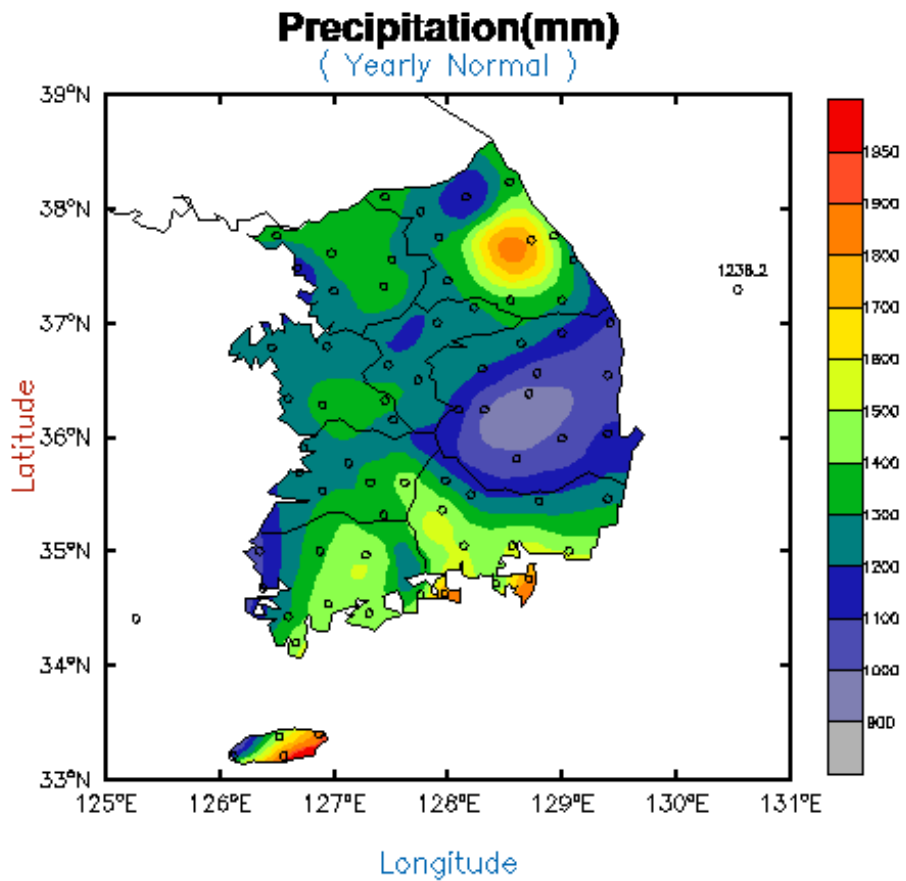 Precipitation(mm)
( Yearly Normal )
39°N
38°N
37°N
36°N
35°N
34°N
33°N
Latitude
125°E
126°E
127°E
128°E
129°E
130°E
131°E
Longitude
1238.2
1950
1900
1800
1700
1600
1500
1400
1300
1200
1100
1000
900